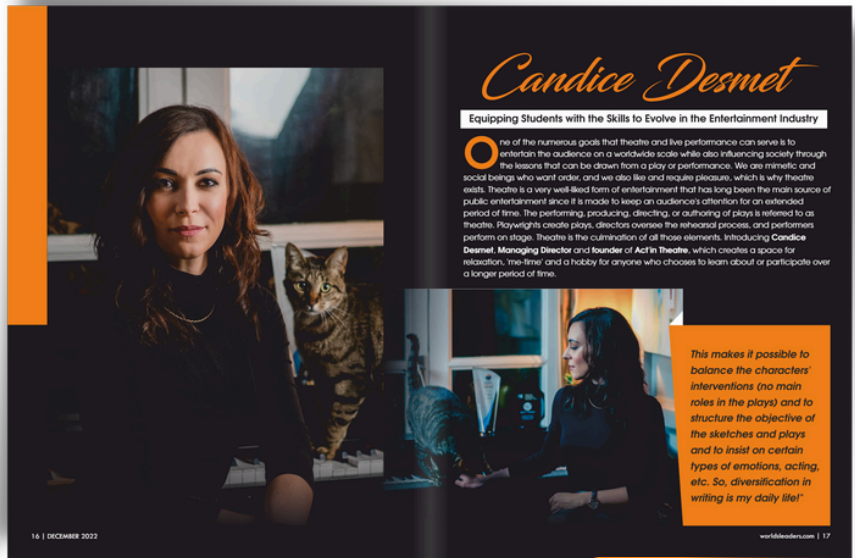 Candice Desmet
Equipping Students with the Skills to Evolve in the Entertainment Industry
One of the numerous goals that theatre and live performance can serve is to
entertain the audience on a worldwide scale while also influencing society through
the lessons that can be drawn from a play or performance. We are mimetic and
social beings who want order, and we also like and require pleasure, which is why theatre
exists. Theatre is a very well-liked form of entertainment that has long been the main source of
public entertainment since it is made to keep an audience's attention for an extended
period of time. The performing, producing, directing, or authoring of plays is referred to as
theatre. Playwrights create plays, directors oversee the rehearsal process, and performers
perform on stage. Theatre is the culmination of all those elements. Introducing Candice
Desmet, Managing Director and founder of Act'in Theatre, which creates a space for
relaxation, 'me-time' and a hobby for anyone who chooses to learn about or participate over
a longer period of time.
This makes it possible to
balance the characters'
interventions (no main
roles in the plays) and to
structure the objective of
the sketches and plays
and to insist on certain
types of emotions, acting,
etc. So, diversification in
writing is my daily life!"
16 | DECEMBER 2022
worldsleaders.com | 17